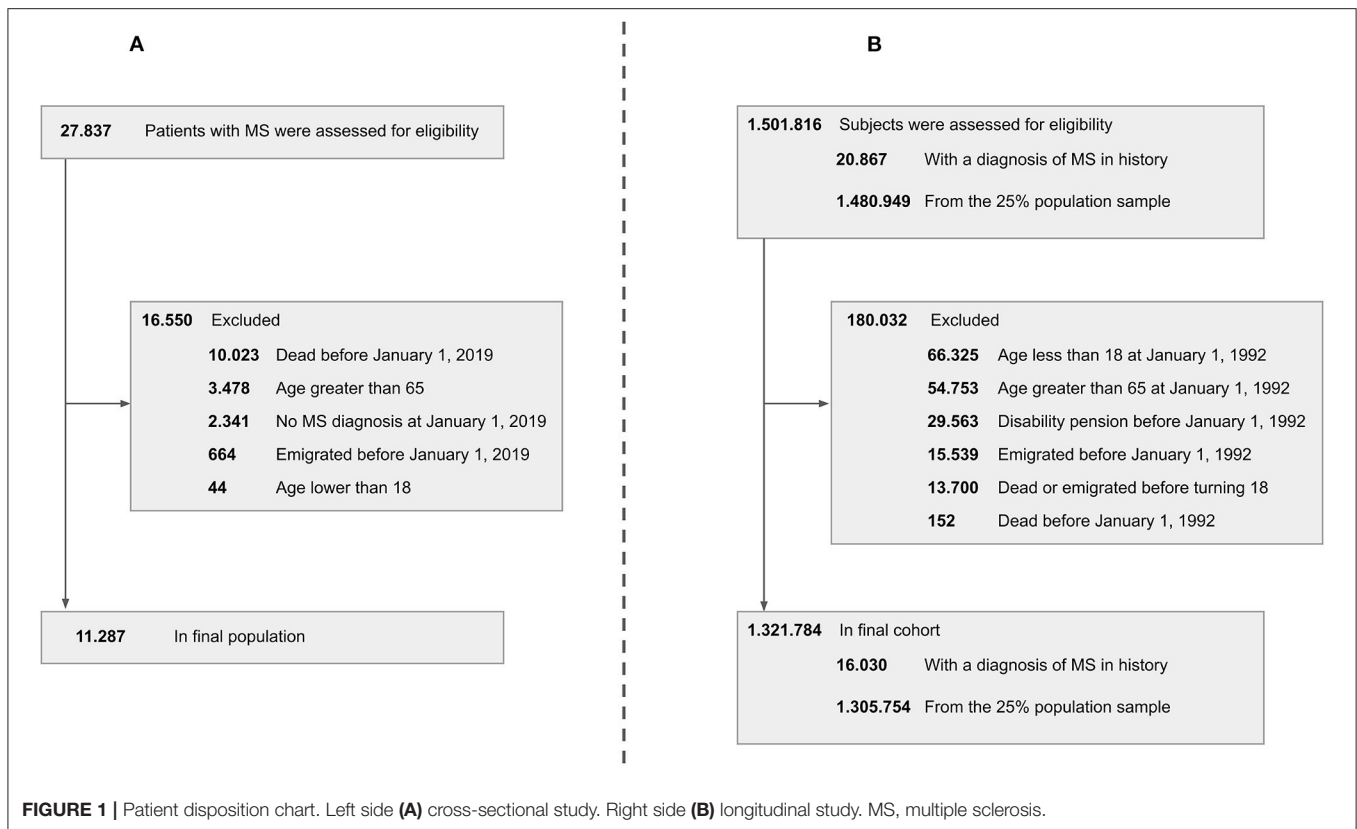 A
27.837 Patients with MS were assessed for eligibility
16.550 Excluded
10.023 Dead before January 1, 2019
3.478 Age greater than 65
2.341 No MS diagnosis at January 1, 2019
664 Emigrated before January 1, 2019
44 Age lower than 18
11.287 In final population
B
1.501.816 Subjects were assessed for eligibility
20.867 With a diagnosis of MS in history
1.480.949 From the 25% population sample
180.032 Excluded
66.325 Age less than 18 at January 1, 1992
54.753 Age greater than 65 at January 1, 1992
29.563 Disability pension before January 1, 1992
15.539 Emigrated before January 1, 1992
13.700 Dead or emigrated before turning 18
152 Dead before January 1, 1992
1.321.784 In final cohort
16.030 With a diagnosis of MS in history
1.305.754 From the 25% population sample
FIGURE 1 | Patient disposition chart. Left side (A) cross-sectional study. Right side (B) longitudinal study. MS, multiple sclerosis.